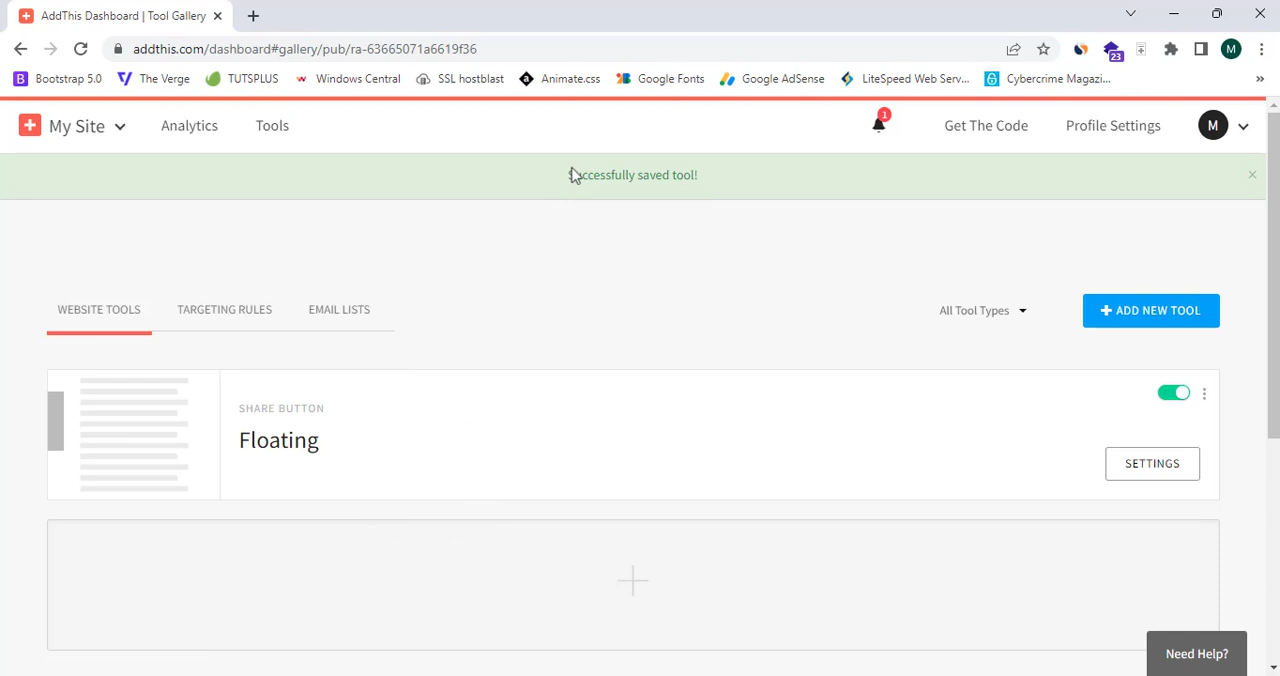 AddThis Dashboard | Tool Gallery
addthis.com/dashboard#gallery/pub/ra-63665071a6619f36
23
M
B Bootstrap 5.0 The Verge TUTSPLUS Windows Central SSL hostblast Animate.css Google Fonts Google AdSense LiteSpeed Web Serv... Cybercrime Magazi... »
My Site Analytics Tools 1 Get The Code Profile Settings M
Successfully saved tool! ×
WEBSITE TOOLS TARGETING RULES EMAIL LISTS All Tool Types + ADD NEW TOOL
SHARE BUTTON
Floating
SETTINGS
Need Help?